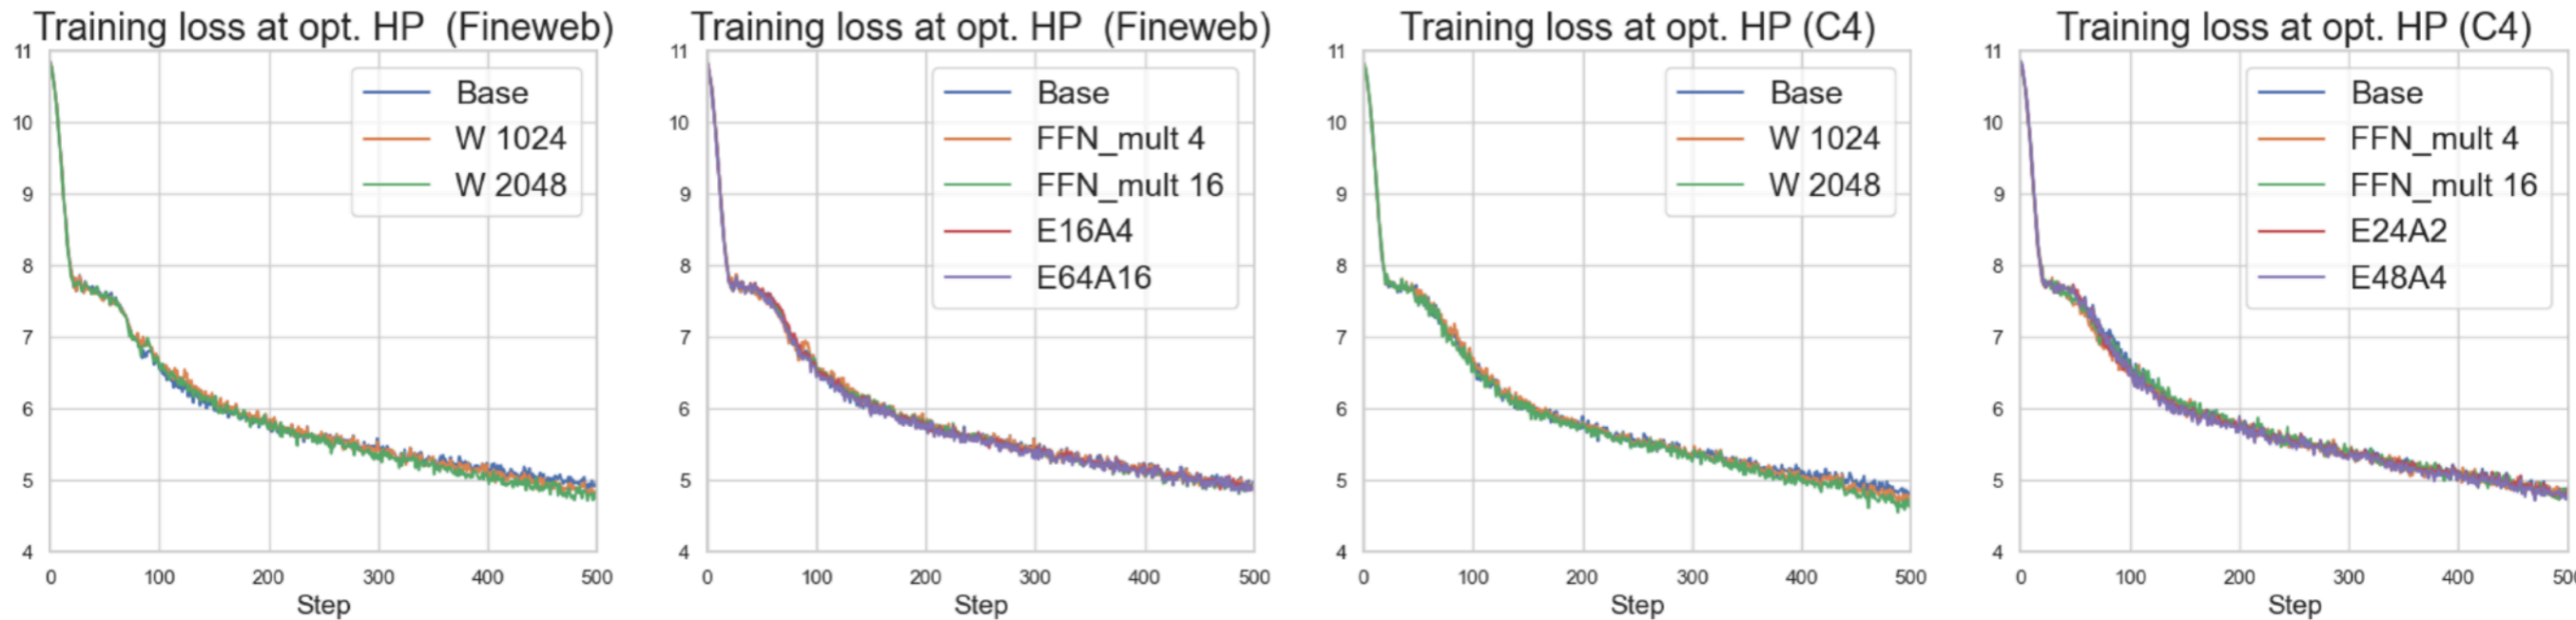 Training loss at opt. HP (Fineweb)
11
10
9
8
7
6
5
4
0 100 200 300 400 500
Step
Base
W 1024
W 2048
Training loss at opt. HP (Fineweb)
11
10
9
8
7
6
5
4
0 100 200 300 400 500
Step
Base
FFN_mult 4
FFN_mult 16
E16A4
E64A16
Training loss at opt. HP (C4)
11
10
9
8
7
6
5
4
0 100 200 300 400 500
Step
Base
W 1024
W 2048
Training loss at opt. HP (C4)
11
10
9
8
7
6
5
4
0 100 200 300 400 50
Step
Base
FFN_mult 4
FFN_mult 16
E24A2
E48A4